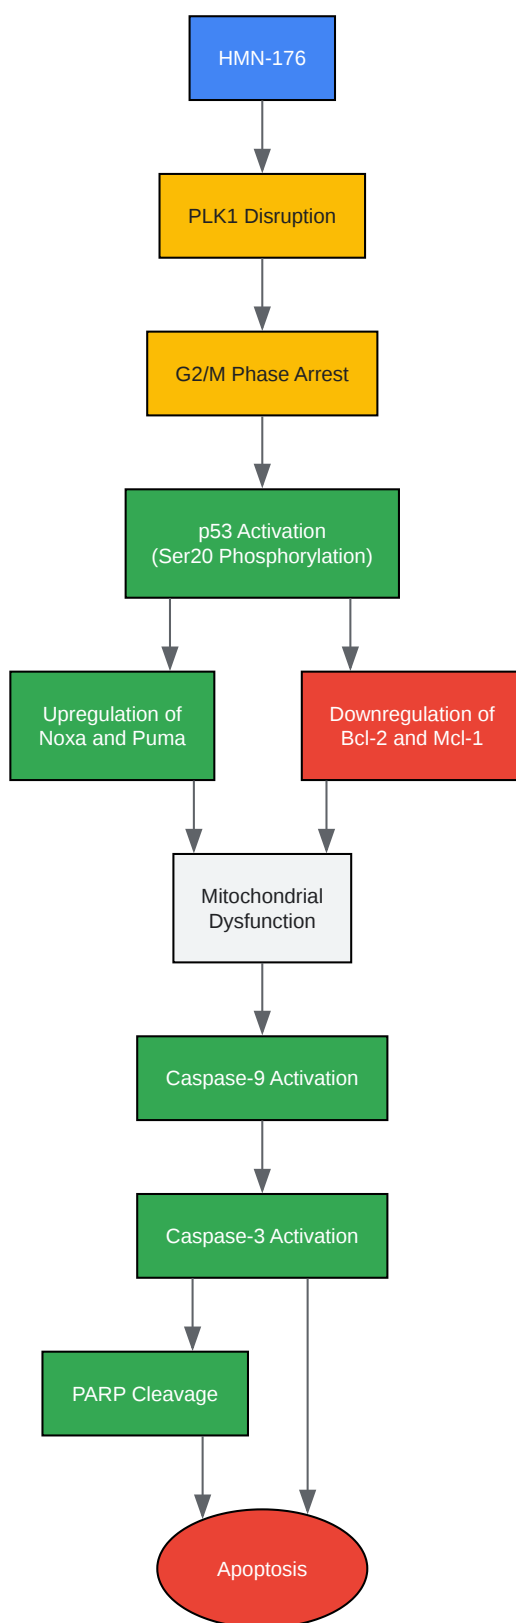 HMN-176
PLK1 Disruption
G2/M Phase Arrest
p53 Activation
(Ser20 Phosphorylation)
Upregulation of
Noxa and Puma
Downregulation of
Bcl-2 and Mcl-1
Mitochondrial
Dysfunction
Caspase-9 Activation
Caspase-3 Activation
PARP Cleavage
Apoptosis